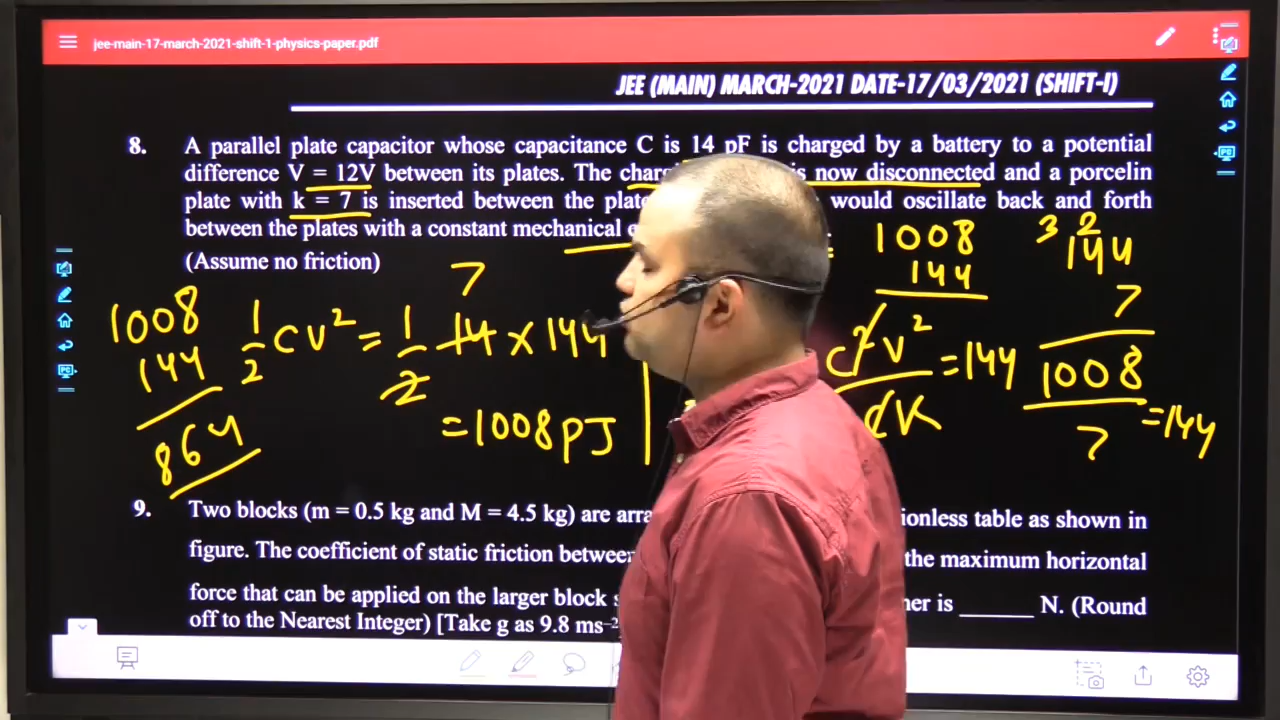 jee-main-17-march-2021-shift-1-physics-paper.pdf
JEE (MAIN) MARCH-2021 DATE-17/03/2021 (SHIFT-I)
8. A parallel plate capacitor whose capacitance C is 14 pF is charged by a battery to a potential
difference V = 12V between its plates. The is now disconnected and a porcelin
plate with k = 7 is inserted between the would oscillate back and forth
between the plates with a constant mechanical
(Assume no friction)
1008
144
864
1/2 CV² = 1/2 14 × 144
7
= 1008 PJ
1008
144
C²V²
CK
= 144
3 2
144
7
1008
7
= 144
9. Two blocks (m = 0.5 kg and M = 4.5 kg) are table as shown in
figure. The coefficient of static friction the maximum horizontal
force that can be applied on the larger block is ______ N. (Round
off to the Nearest Integer) [Take g as 9.8 ms⁻²